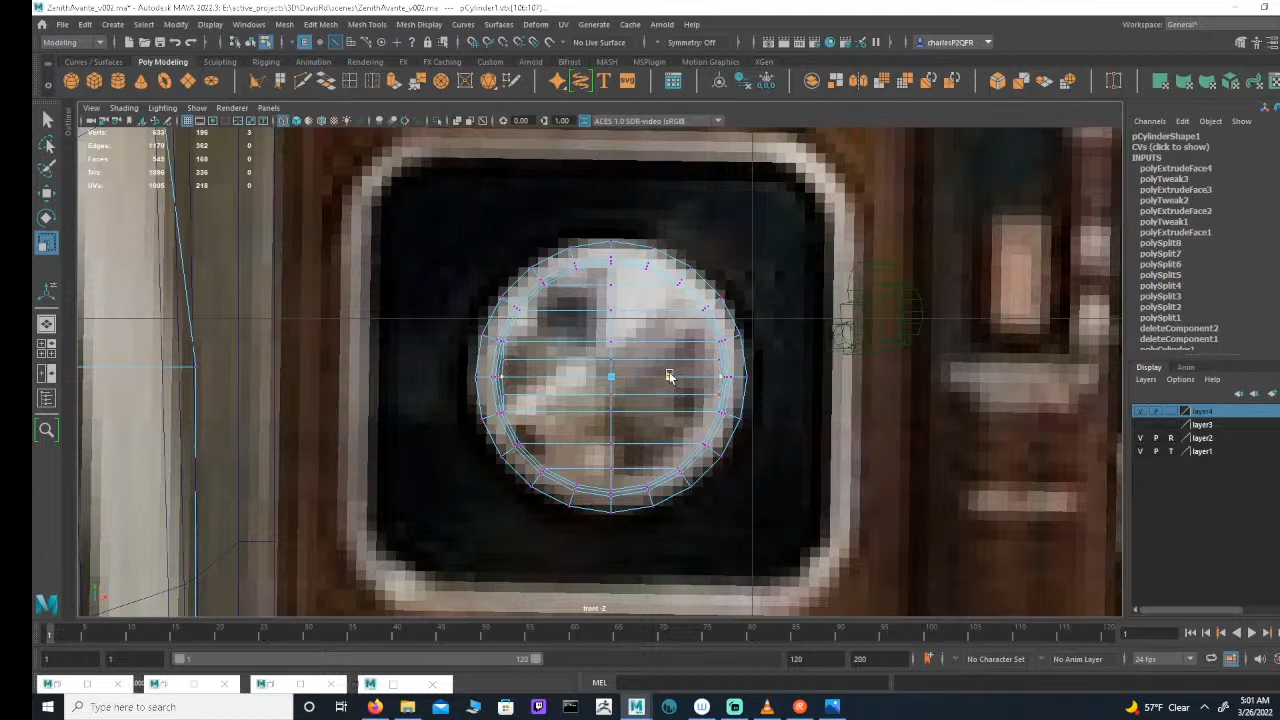 ZenithAvante_v002.ma* - Autodesk MAYA 2022.3: E:\active_projects\3D\DavisRd\scenes\ZenithAvante_v002.ma --- pCylinder1.vtx[106:107]...
File Edit Create Select Modify Display Windows Mesh Edit Mesh Mesh Tools Mesh Display Curves Surfaces Deform UV Generate Cache Arnold Help
Workspace: General*
Modeling No Live Surface Symmetry: Off charlesP2QFR
Curves / Surfaces Poly Modeling Sculpting Rigging Animation Rendering FX FX Caching Custom Arnold Bifrost MASH MSPlugin Motion Graphics XGen
View Shading Lighting Show Renderer Panels
0.00 1.00 ACES 1.0 SDR-video (sRGB)
Outliner
Verts: 633 196 3
Edges: 1170 362 0
Faces: 545 168 0
Tris: 1086 336 0
UVs: 1005 218 0
front -Z
Channels Edit Object Show
pCylinderShape1
CVs (click to show)
INPUTS
polyExtrudeFace4
polyTweak3
polyExtrudeFace3
polyTweak2
polyExtrudeFace2
polyTweak1
polyExtrudeFace1
polySplit8
polySplit7
polySplit6
polySplit5
polySplit4
polySplit3
polySplit2
polySplit1
deleteComponent2
deleteComponent1
Display Anim
Layers Options Help
V P layer4
layer3
V P R layer2
V P T layer1
1 5 10 15 20 25 30 35 40 45 50 55 60 65 70 75 80 85 90 95 100 105 110 115 120 1
1 1 1 120 120 200 No Character Set No Anim Layer 24 fps
MEL
Type here to search
57°F Clear
5:01 AM
3/26/2022